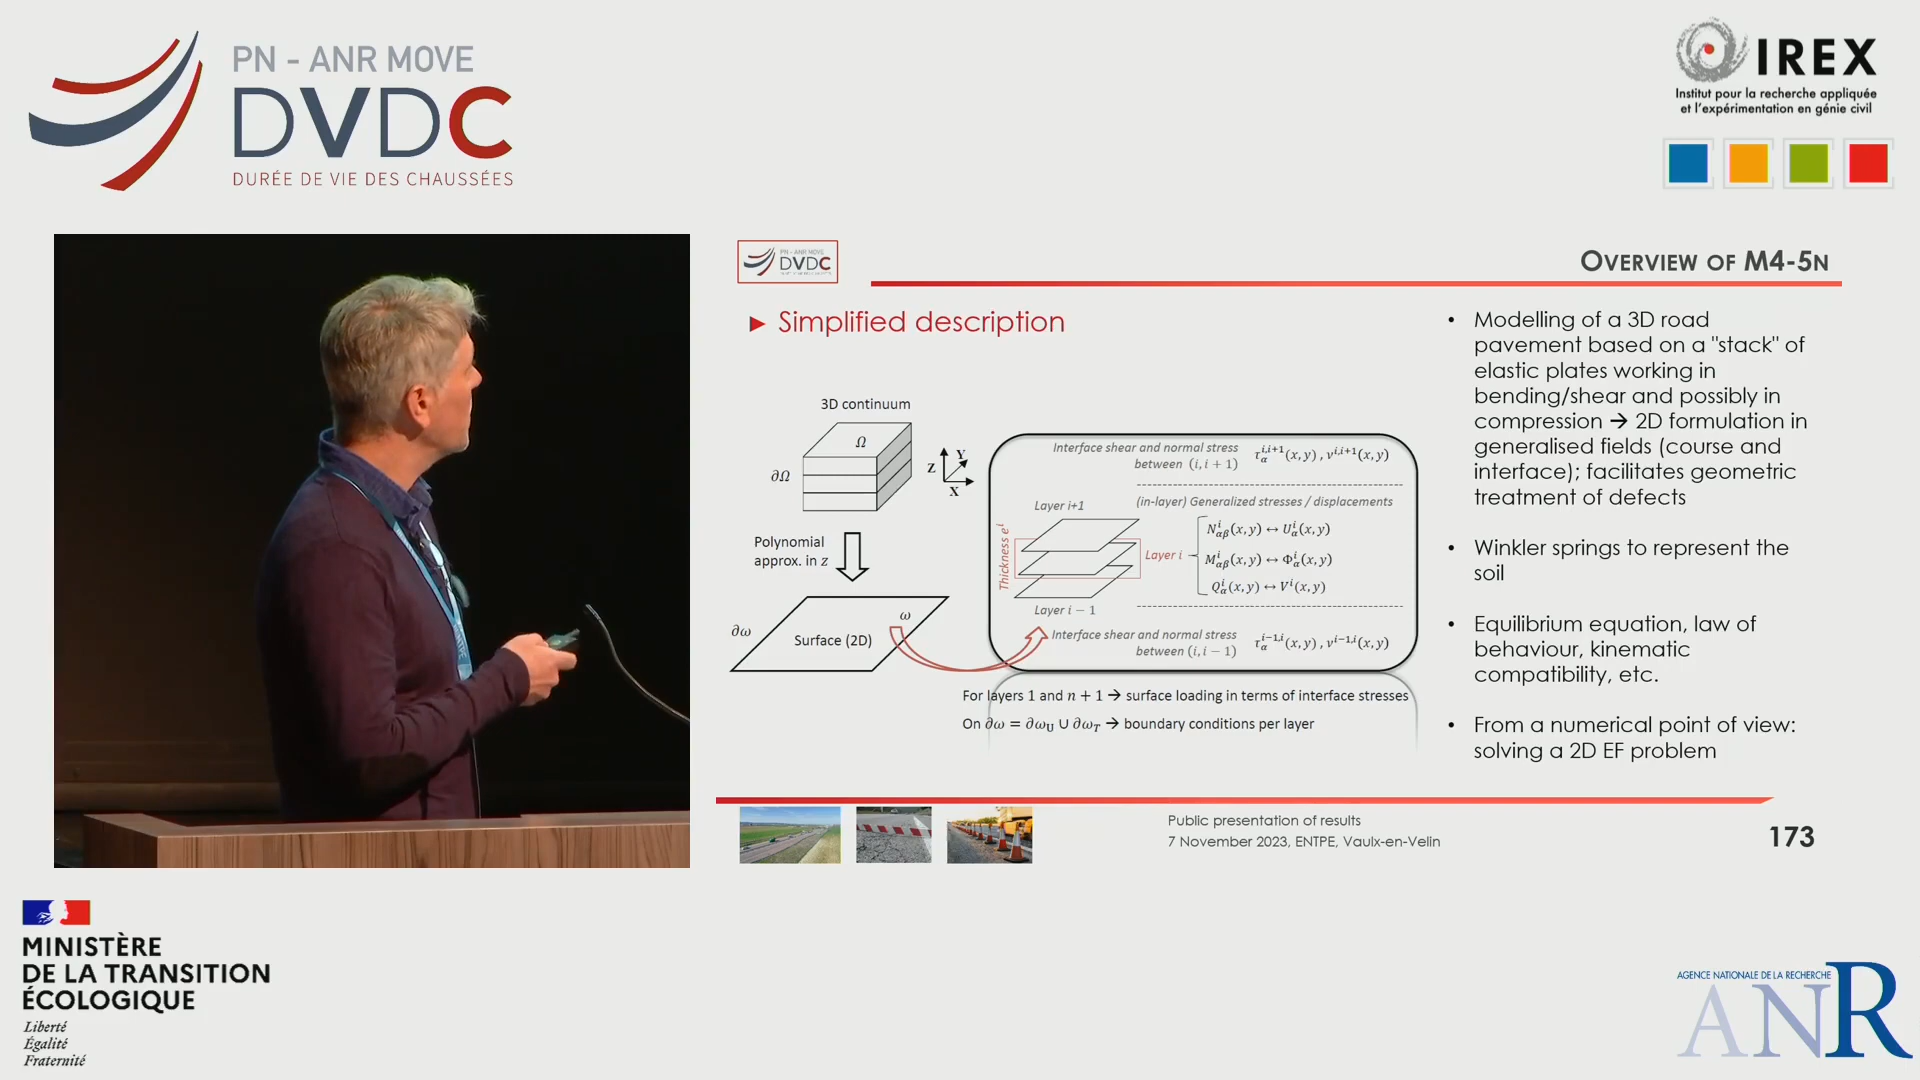 PN - ANR MOVE
DVDC
DURÉE DE VIE DES CHAUSSÉES
IREX
Institut pour la recherche appliquée
et l'expérimentation en génie civil
PN - ANR MOVE
DVDC
OVERVIEW OF M4-5N
► Simplified description
3D continuum
Ω
∂Ω
Z
Y
X
Polynomial
approx. in z
∂ω
ω
Surface (2D)
Interface shear and normal stress
between (i, i + 1)
τ_α^{i,i+1}(x,y) , ν^{i,i+1}(x,y)
(in-layer) Generalized stresses / displacements
Layer i+1
Thickness e^i
Layer i
N_{αβ}^i(x,y) ↔ U_α^i(x,y)
M_{αβ}^i(x,y) ↔ Φ_α^i(x,y)
Q_α^i(x,y) ↔ V^i(x,y)
Layer i − 1
Interface shear and normal stress
between (i, i − 1)
τ_α^{i−1,i}(x,y) , ν^{i−1,i}(x,y)
For layers 1 and n + 1 → surface loading in terms of interface stresses
On ∂ω = ∂ω_U ∪ ∂ω_T → boundary conditions per layer
• Modelling of a 3D road
pavement based on a "stack" of
elastic plates working in
bending/shear and possibly in
compression → 2D formulation in
generalised fields (course and
interface); facilitates geometric
treatment of defects
• Winkler springs to represent the
soil
• Equilibrium equation, law of
behaviour, kinematic
compatibility, etc.
• From a numerical point of view:
solving a 2D EF problem
Public presentation of results
7 November 2023, ENTPE, Vaulx-en-Velin
173
MINISTÈRE
DE LA TRANSITION
ÉCOLOGIQUE
Liberté
Égalité
Fraternité
AGENCE NATIONALE DE LA RECHERCHE
ANR